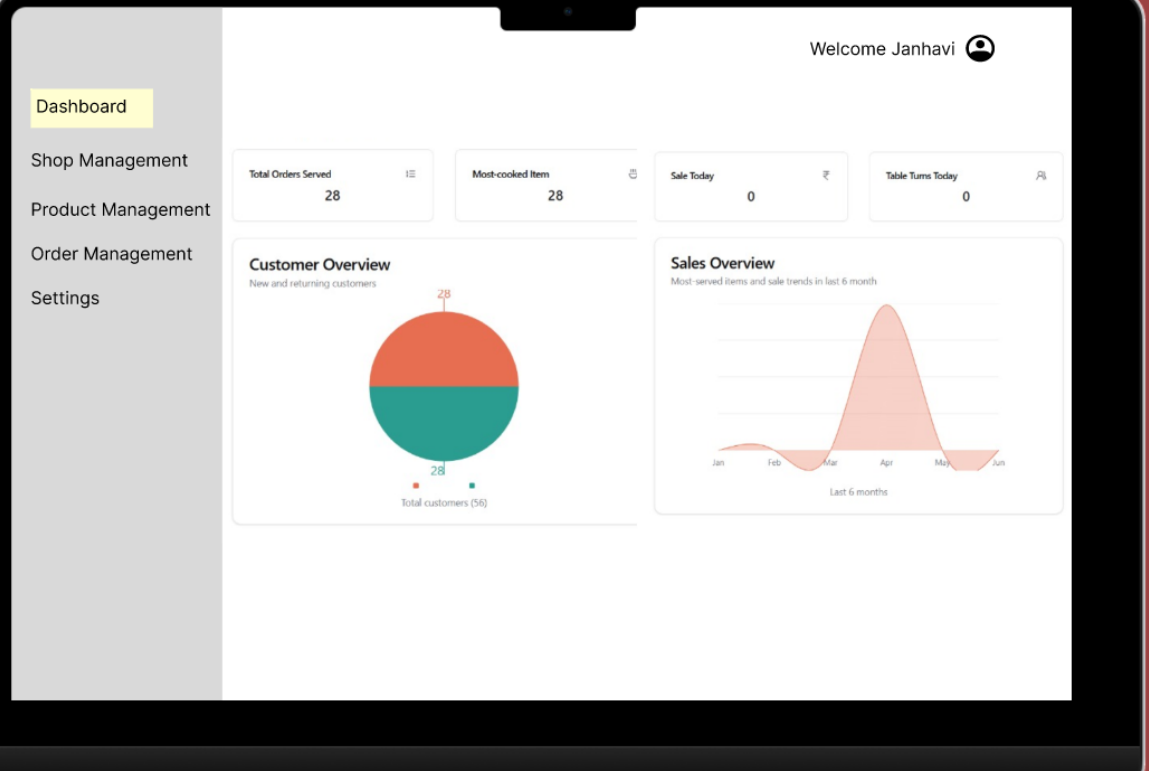 Welcome Janhavi
Dashboard
Shop Management
Product Management
Order Management
Settings
Total Orders Served
28
Most-cooked Item
28
Sale Today
₹
0
Table Turns Today
0
Customer Overview
New and returning customers
28
28
Total customers (56)
Sales Overview
Most-served items and sale trends in last 6 month
Jan Feb Mar Apr May Jun
Last 6 months